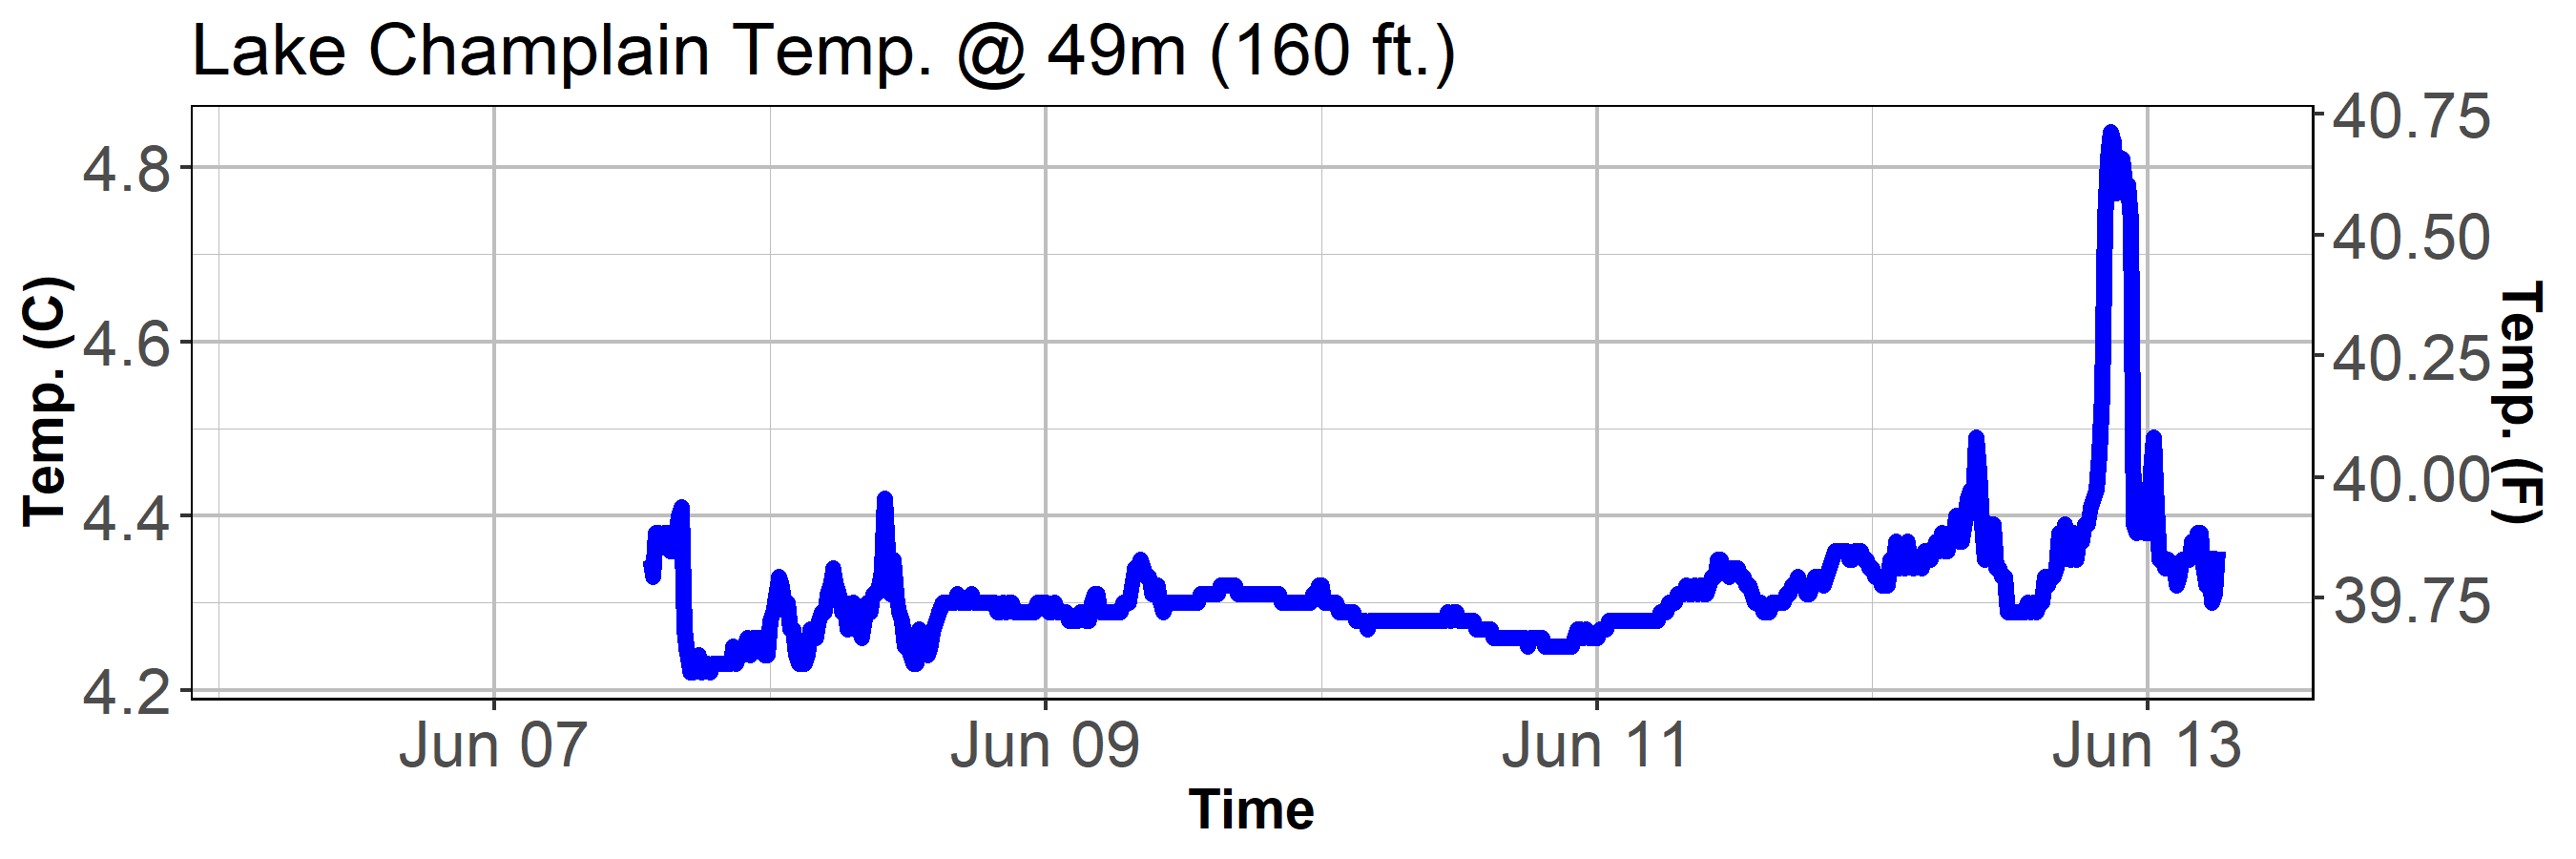 Lake Champlain Temp. @ 49m (160 ft.)
Temp. (C)
4.8
4.6
4.4
4.2
40.75
40.50
40.25
40.00
39.75
Temp. (F)
Jun 07 Jun 09 Jun 11 Jun 13
Time